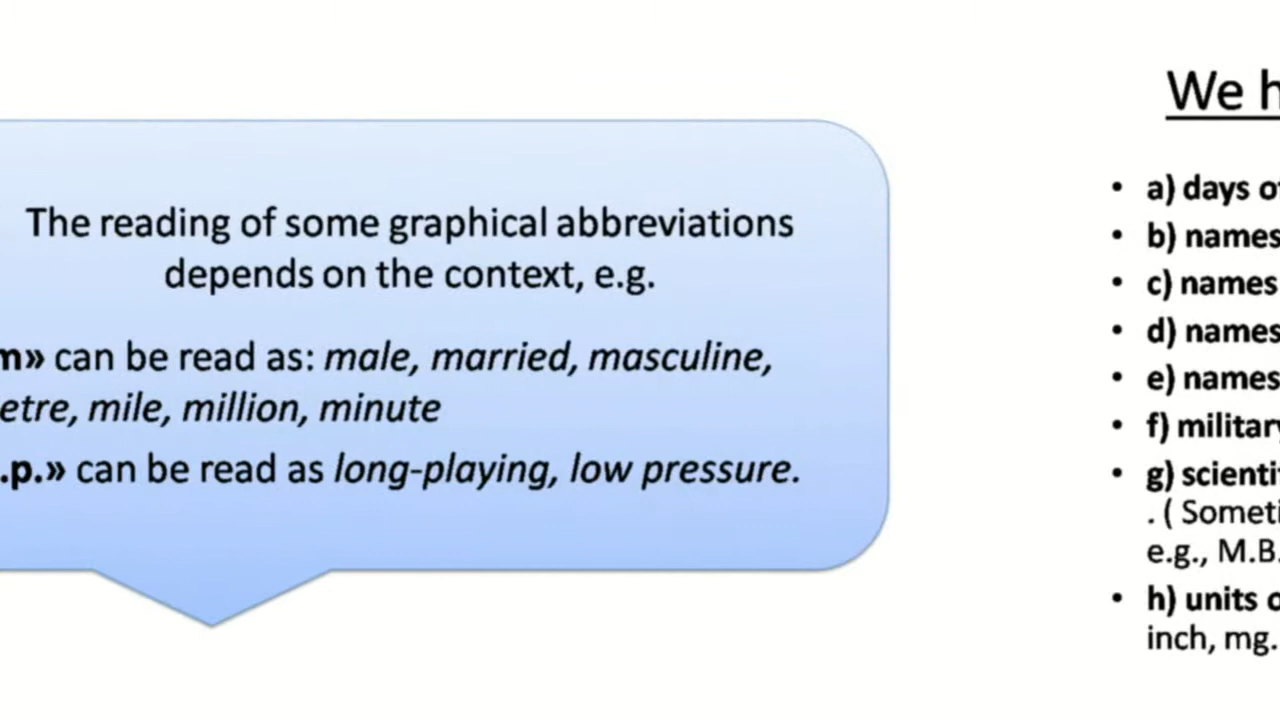 The reading of some graphical abbreviations
depends on the context, e.g.
m» can be read as: male, married, masculine,
etre, mile, million, minute
.p.» can be read as long-playing, low pressure.
We h
• a) days of
• b) names
• c) names
• d) names
• e) names
• f) military
• g) scienti
. ( Someti
e.g., M.B.
• h) units o
inch, mg.